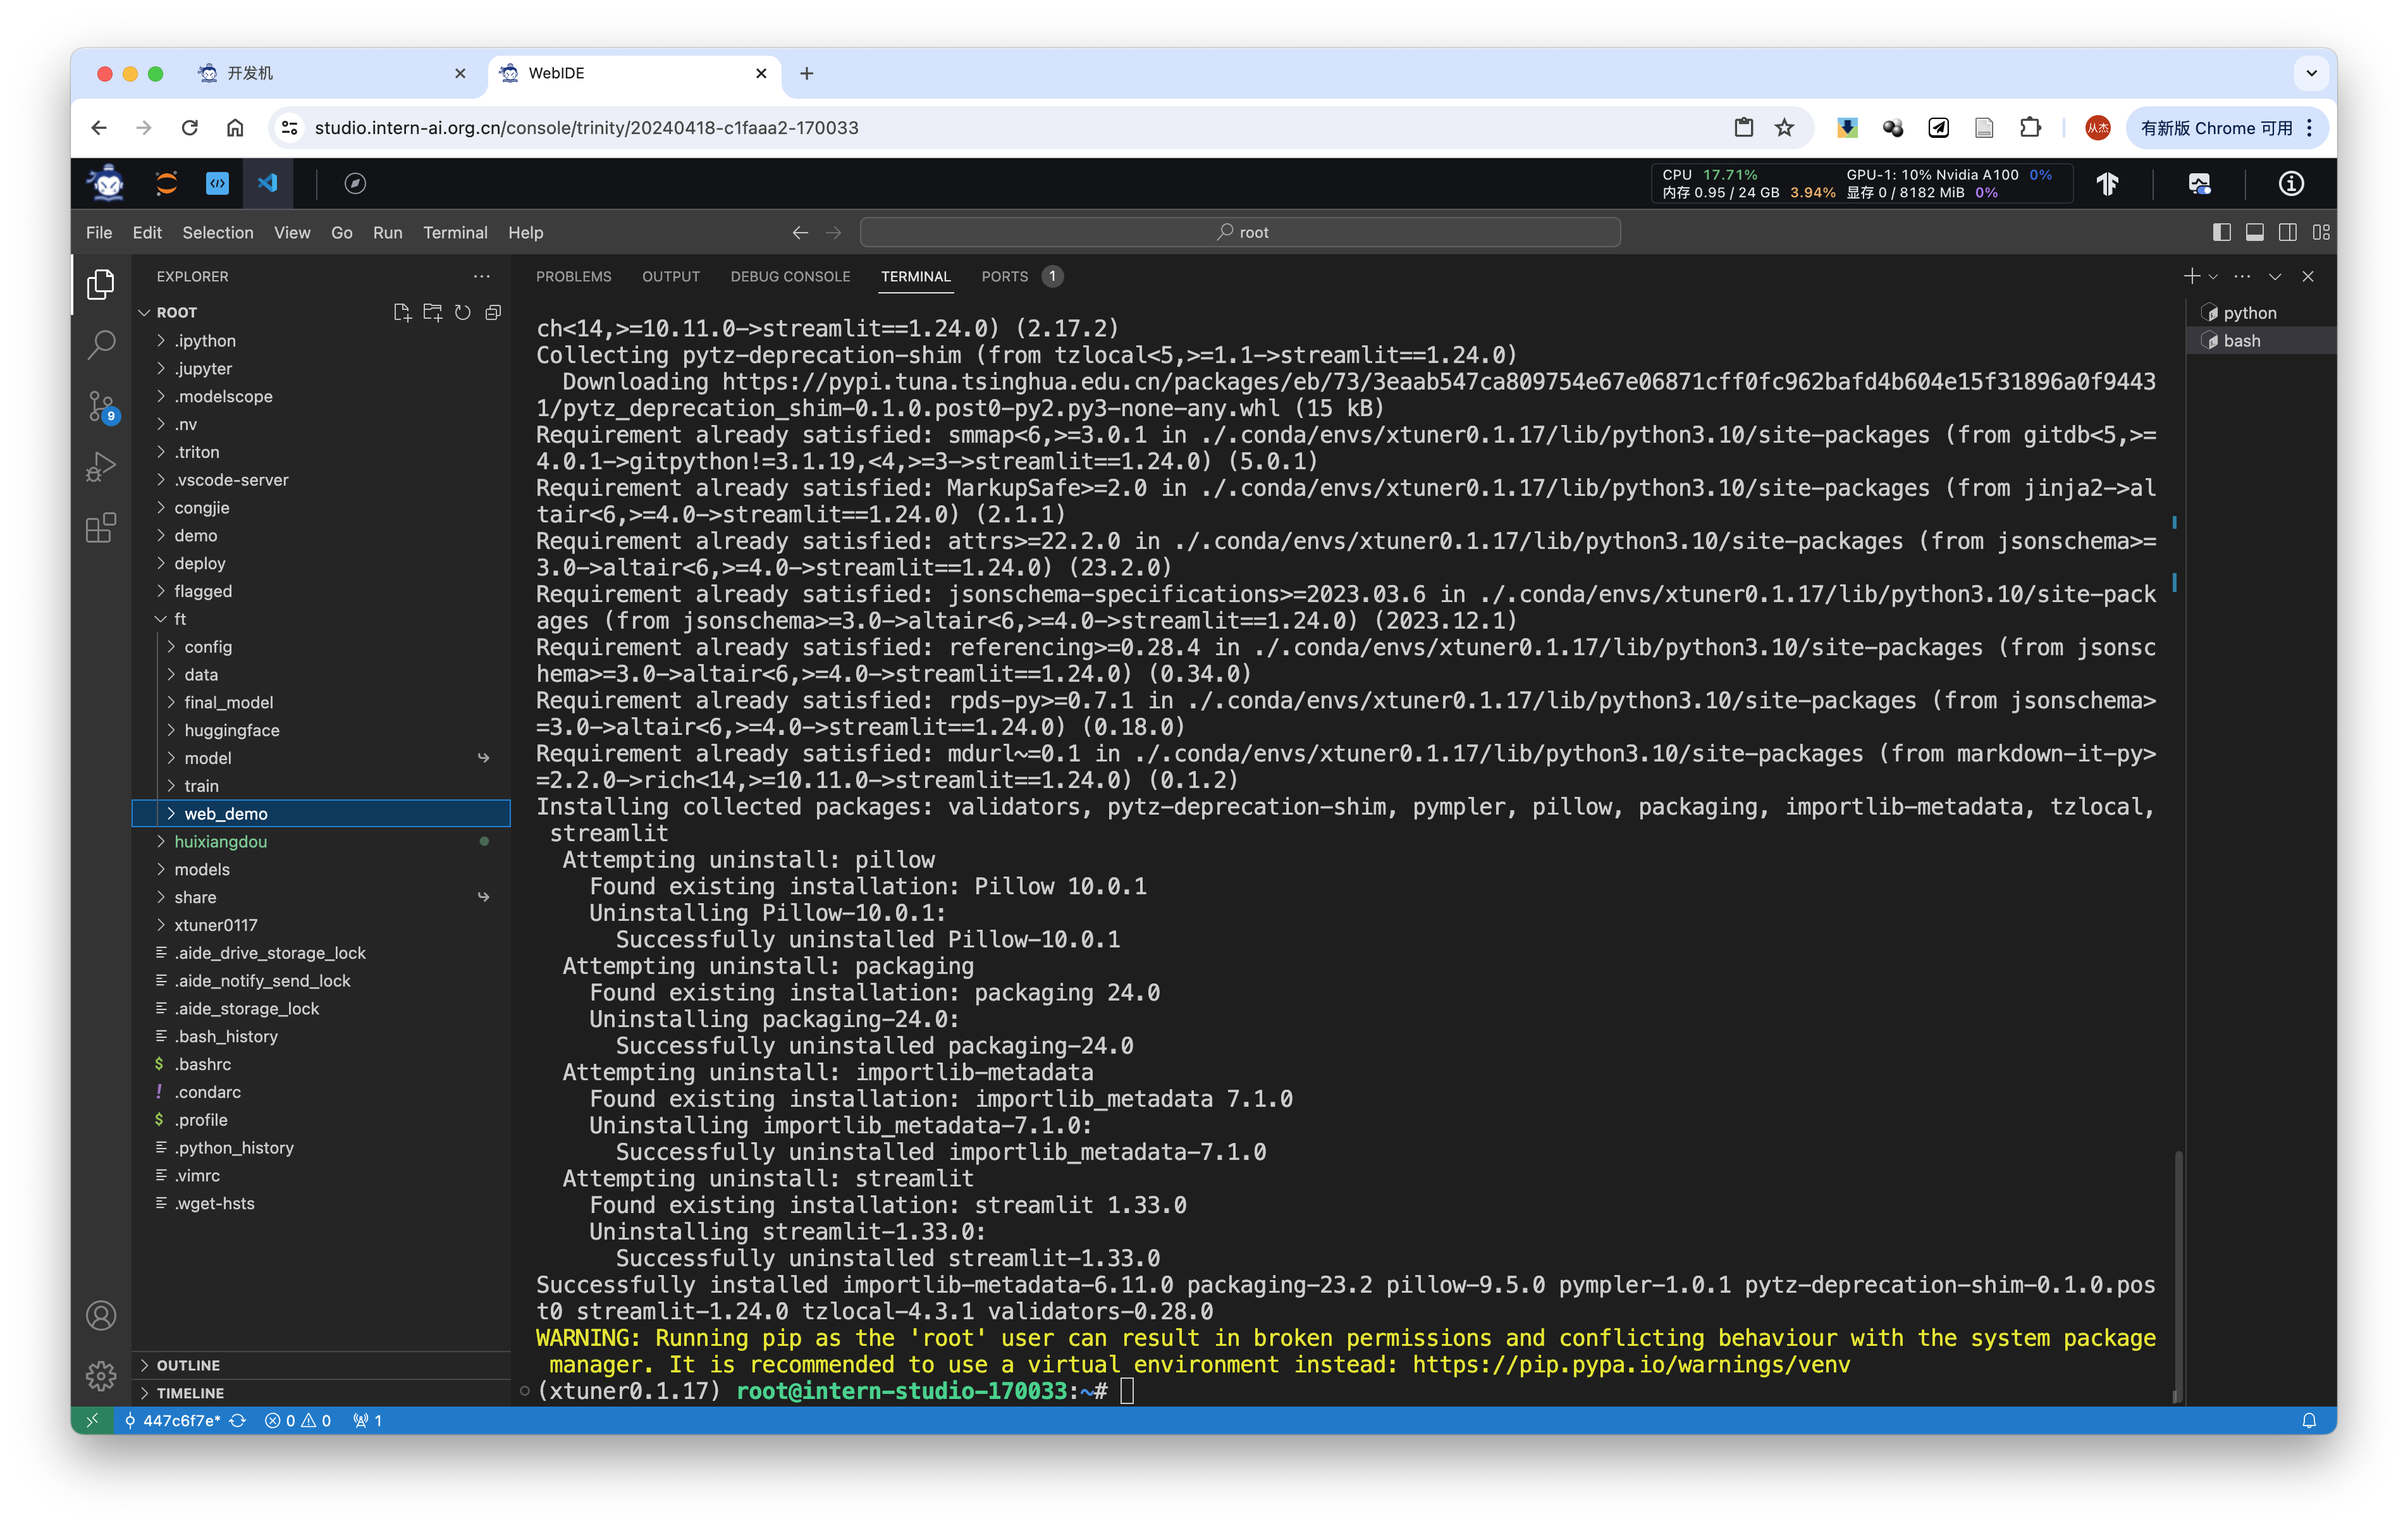 开发机
WebIDE
studio.intern-ai.org.cn/console/trinity/20240418-c1faaa2-170033
从杰
有新版 Chrome 可用
CPU 17.71% GPU-1: 10% Nvidia A100 0%
内存 0.95 / 24 GB 3.94% 显存 0 / 8182 MiB 0%
File Edit Selection View Go Run Terminal Help
root
EXPLORER
PROBLEMS OUTPUT DEBUG CONSOLE TERMINAL PORTS 1
ROOT
.ipython
.jupyter
.modelscope
.nv
.triton
.vscode-server
congjie
demo
deploy
flagged
ft
config
data
final_model
huggingface
model
train
web_demo
huixiangdou
models
share
xtuner0117
.aide_drive_storage_lock
.aide_notify_send_lock
.aide_storage_lock
.bash_history
$ .bashrc
! .condarc
$ .profile
.python_history
.vimrc
.wget-hsts
OUTLINE
TIMELINE
9
ch<14,>=10.11.0->streamlit==1.24.0) (2.17.2)
Collecting pytz-deprecation-shim (from tzlocal<5,>=1.1->streamlit==1.24.0)
  Downloading https://pypi.tuna.tsinghua.edu.cn/packages/eb/73/3eaab547ca809754e67e06871cff0fc962bafd4b604e15f31896a0f9443
1/pytz_deprecation_shim-0.1.0.post0-py2.py3-none-any.whl (15 kB)
Requirement already satisfied: smmap<6,>=3.0.1 in ./.conda/envs/xtuner0.1.17/lib/python3.10/site-packages (from gitdb<5,>=
4.0.1->gitpython!=3.1.19,<4,>=3->streamlit==1.24.0) (5.0.1)
Requirement already satisfied: MarkupSafe>=2.0 in ./.conda/envs/xtuner0.1.17/lib/python3.10/site-packages (from jinja2->al
tair<6,>=4.0->streamlit==1.24.0) (2.1.1)
Requirement already satisfied: attrs>=22.2.0 in ./.conda/envs/xtuner0.1.17/lib/python3.10/site-packages (from jsonschema>=
3.0->altair<6,>=4.0->streamlit==1.24.0) (23.2.0)
Requirement already satisfied: jsonschema-specifications>=2023.03.6 in ./.conda/envs/xtuner0.1.17/lib/python3.10/site-pack
ages (from jsonschema>=3.0->altair<6,>=4.0->streamlit==1.24.0) (2023.12.1)
Requirement already satisfied: referencing>=0.28.4 in ./.conda/envs/xtuner0.1.17/lib/python3.10/site-packages (from jsonsc
hema>=3.0->altair<6,>=4.0->streamlit==1.24.0) (0.34.0)
Requirement already satisfied: rpds-py>=0.7.1 in ./.conda/envs/xtuner0.1.17/lib/python3.10/site-packages (from jsonschema>
=3.0->altair<6,>=4.0->streamlit==1.24.0) (0.18.0)
Requirement already satisfied: mdurl~=0.1 in ./.conda/envs/xtuner0.1.17/lib/python3.10/site-packages (from markdown-it-py>
=2.2.0->rich<14,>=10.11.0->streamlit==1.24.0) (0.1.2)
Installing collected packages: validators, pytz-deprecation-shim, pympler, pillow, packaging, importlib-metadata, tzlocal,
 streamlit
  Attempting uninstall: pillow
    Found existing installation: Pillow 10.0.1
    Uninstalling Pillow-10.0.1:
      Successfully uninstalled Pillow-10.0.1
  Attempting uninstall: packaging
    Found existing installation: packaging 24.0
    Uninstalling packaging-24.0:
      Successfully uninstalled packaging-24.0
  Attempting uninstall: importlib-metadata
    Found existing installation: importlib_metadata 7.1.0
    Uninstalling importlib_metadata-7.1.0:
      Successfully uninstalled importlib_metadata-7.1.0
  Attempting uninstall: streamlit
    Found existing installation: streamlit 1.33.0
    Uninstalling streamlit-1.33.0:
      Successfully uninstalled streamlit-1.33.0
Successfully installed importlib-metadata-6.11.0 packaging-23.2 pillow-9.5.0 pympler-1.0.1 pytz-deprecation-shim-0.1.0.pos
t0 streamlit-1.24.0 tzlocal-4.3.1 validators-0.28.0
WARNING: Running pip as the 'root' user can result in broken permissions and conflicting behaviour with the system package
 manager. It is recommended to use a virtual environment instead: https://pip.pypa.io/warnings/venv
(xtuner0.1.17) root@intern-studio-170033:~#
python
bash
447c6f7e* 0 0 1